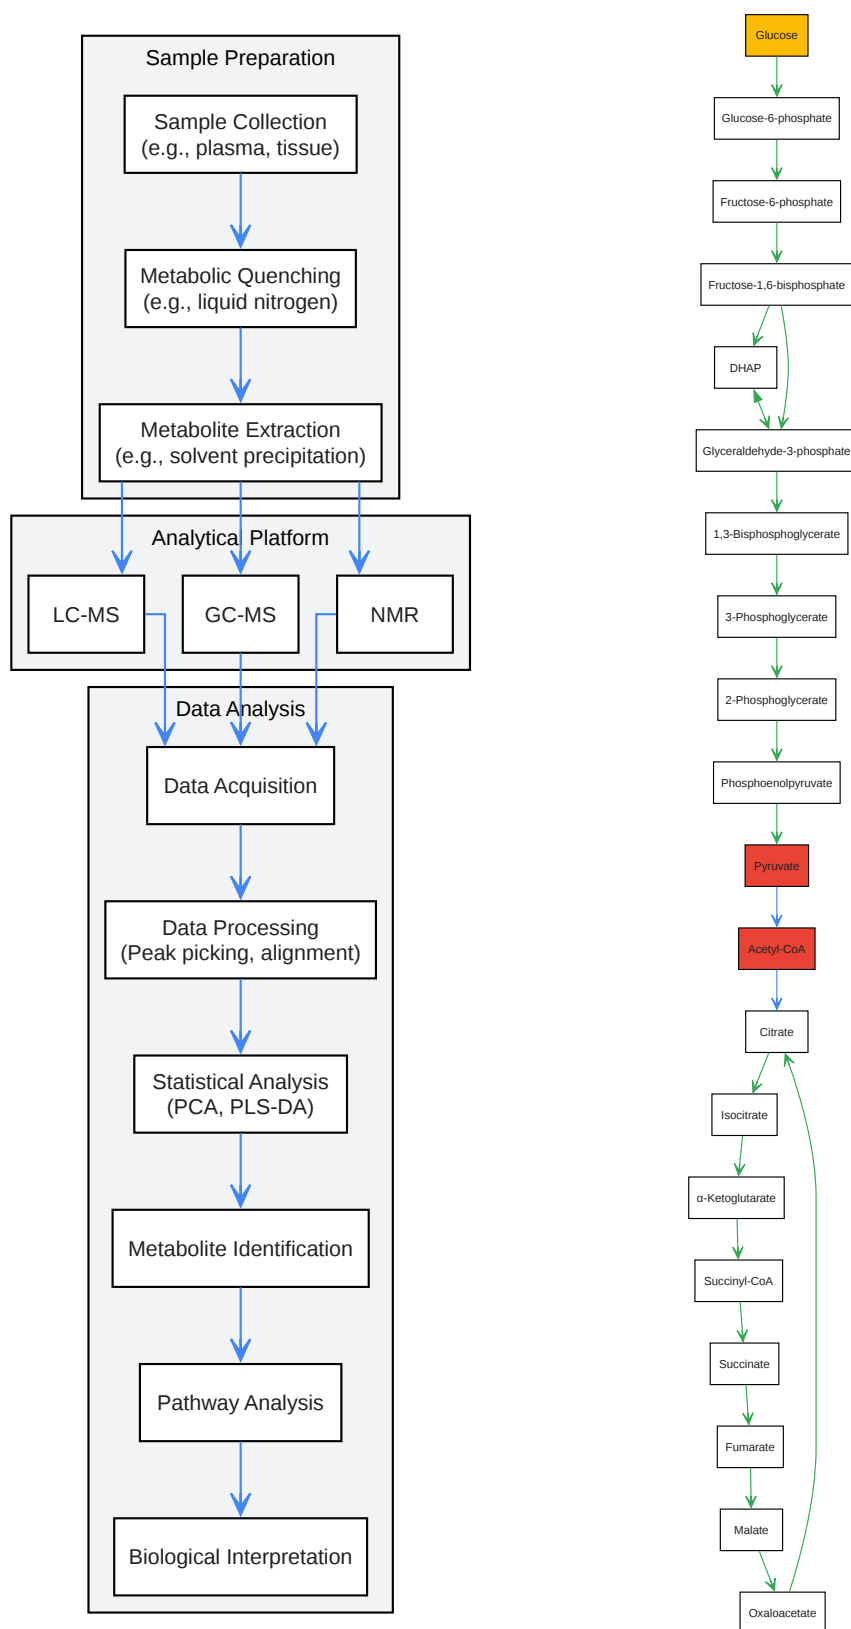 Sample Preparation
Sample Collection
(e.g., plasma, tissue)
Metabolic Quenching
(e.g., liquid nitrogen)
Metabolite Extraction
(e.g., solvent precipitation)
Analytical Platform
LC-MS
GC-MS
NMR
Data Analysis
Data Acquisition
Data Processing
(Peak picking, alignment)
Statistical Analysis
(PCA, PLS-DA)
Metabolite Identification
Pathway Analysis
Biological Interpretation
Glucose
Glucose-6-phosphate
Fructose-6-phosphate
Fructose-1,6-bisphosphate
DHAP
Glyceraldehyde-3-phosphate
1,3-Bisphosphoglycerate
3-Phosphoglycerate
2-Phosphoglycerate
Phosphoenolpyruvate
Pyruvate
Acetyl-CoA
Citrate
Isocitrate
α-Ketoglutarate
Succinyl-CoA
Succinate
Fumarate
Malate
Oxaloacetate